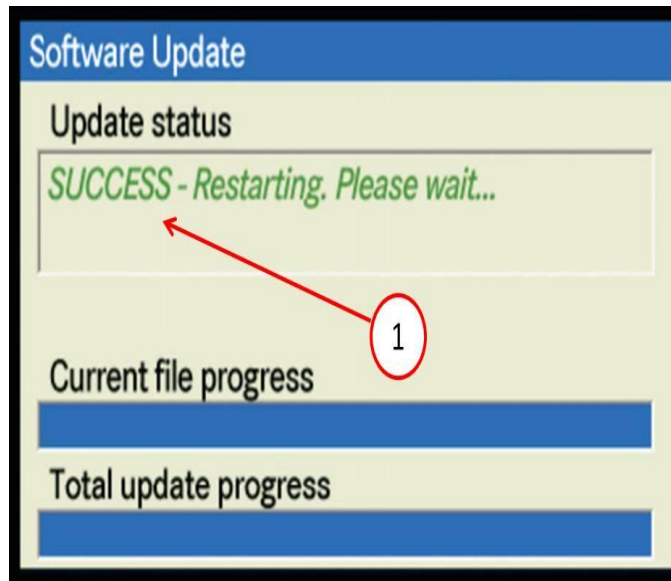 Software Update
Update status
SUCCESS - Restarting. Please wait...
1
Current file progress
Total update progress